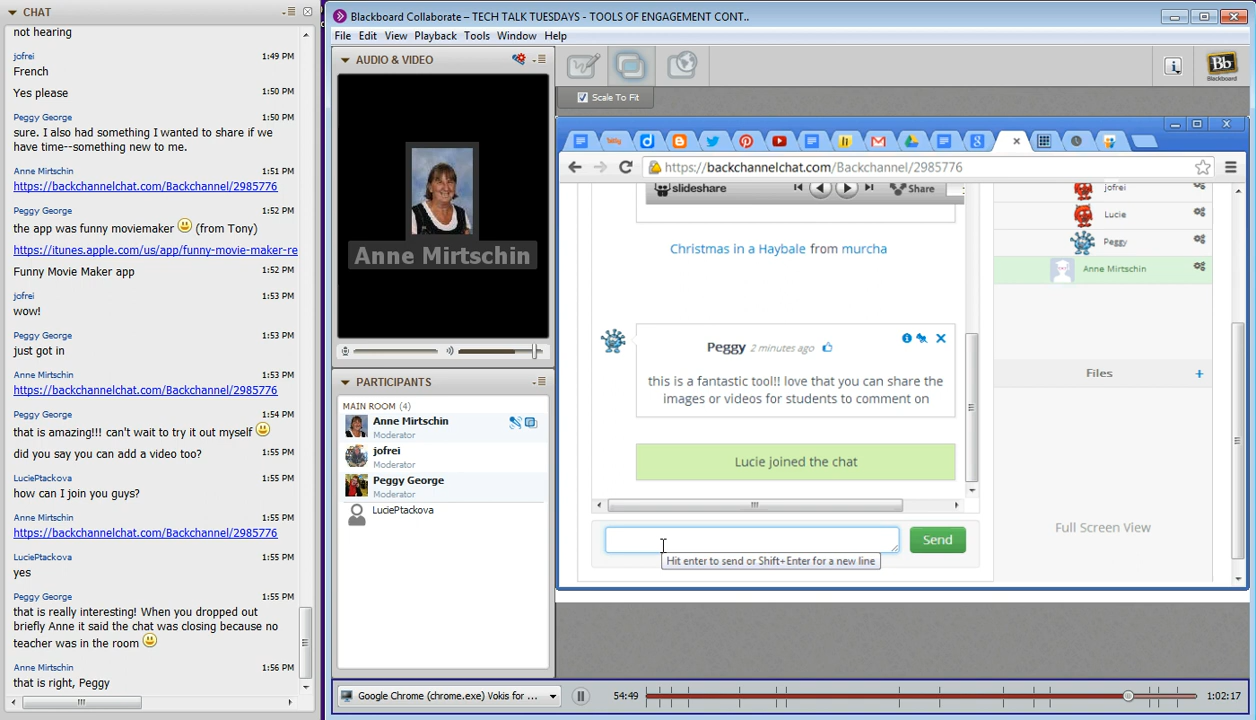 CHAT
not hearing
jofrei 1:49 PM
French
Yes please 1:50 PM
Peggy George 1:50 PM
sure. I also had something I wanted to share if we
have time--something new to me.
Anne Mirtschin 1:51 PM
https://backchannelchat.com/Backchannel/2985776
Peggy George 1:52 PM
the app was funny moviemaker (from Tony)
https://itunes.apple.com/us/app/funny-movie-maker-re
Funny Movie Maker app 1:52 PM
jofrei 1:53 PM
wow!
Peggy George 1:53 PM
just got in
Anne Mirtschin 1:53 PM
https://backchannelchat.com/Backchannel/2985776
Peggy George 1:54 PM
that is amazing!!! can't wait to try it out myself
did you say you can add a video too? 1:55 PM
LuciePtackova 1:55 PM
how can I join you guys?
Anne Mirtschin 1:55 PM
https://backchannelchat.com/Backchannel/2985776
LuciePtackova 1:55 PM
yes
Peggy George 1:55 PM
that is really interesting! When you dropped out
briefly Anne it said the chat was closing because no
teacher was in the room
Anne Mirtschin 1:56 PM
that is right, Peggy
Blackboard Collaborate – TECH TALK TUESDAYS - TOOLS OF ENGAGEMENT CONT..
File Edit View Playback Tools Window Help
AUDIO & VIDEO
Anne Mirtschin
PARTICIPANTS
MAIN ROOM (4)
Anne Mirtschin
Moderator
jofrei
Moderator
Peggy George
Moderator
LuciePtackova
Google Chrome (chrome.exe) Vokis for ...
54:49
1:02:17
Bb
Blackboard
Scale To Fit
https://backchannelchat.com/Backchannel/2985776
slideshare
Share
Christmas in a Haybale from murcha
Peggy 2 minutes ago
this is a fantastic tool!! love that you can share the
images or videos for students to comment on
Lucie joined the chat
Send
Hit enter to send or Shift+Enter for a new line
jofrei
Lucie
Peggy
Anne Mirtschin
Files +
Full Screen View